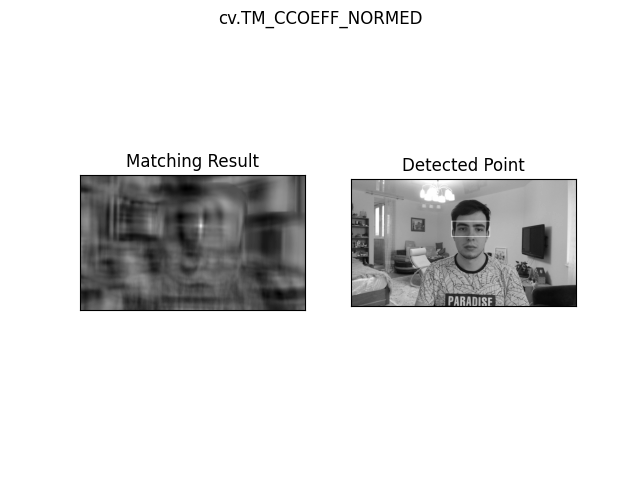 cv.TM_CCOEFF_NORMED
Matching Result
Detected Point
PARADISE